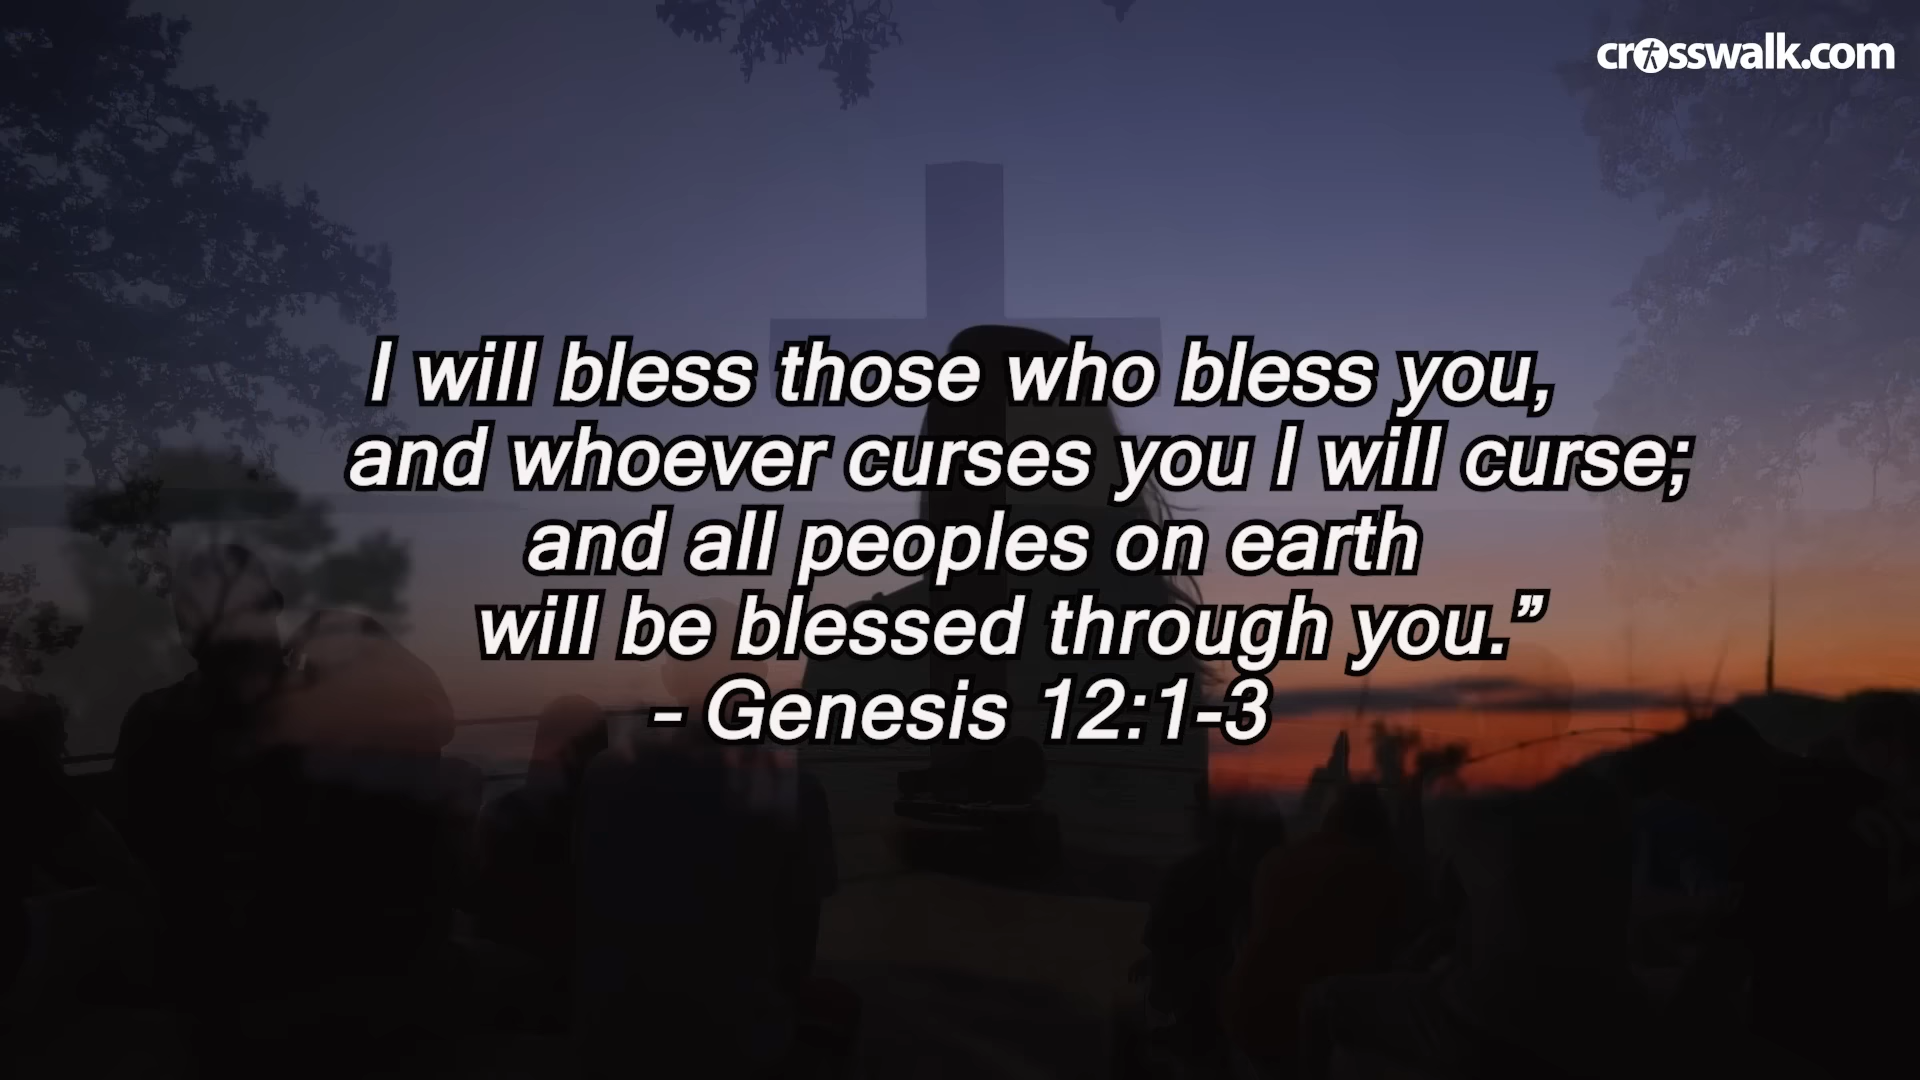 crosswalk.com
I will bless those who bless you,
and whoever curses you I will curse;
and all peoples on earth
will be blessed through you.”
- Genesis 12:1-3